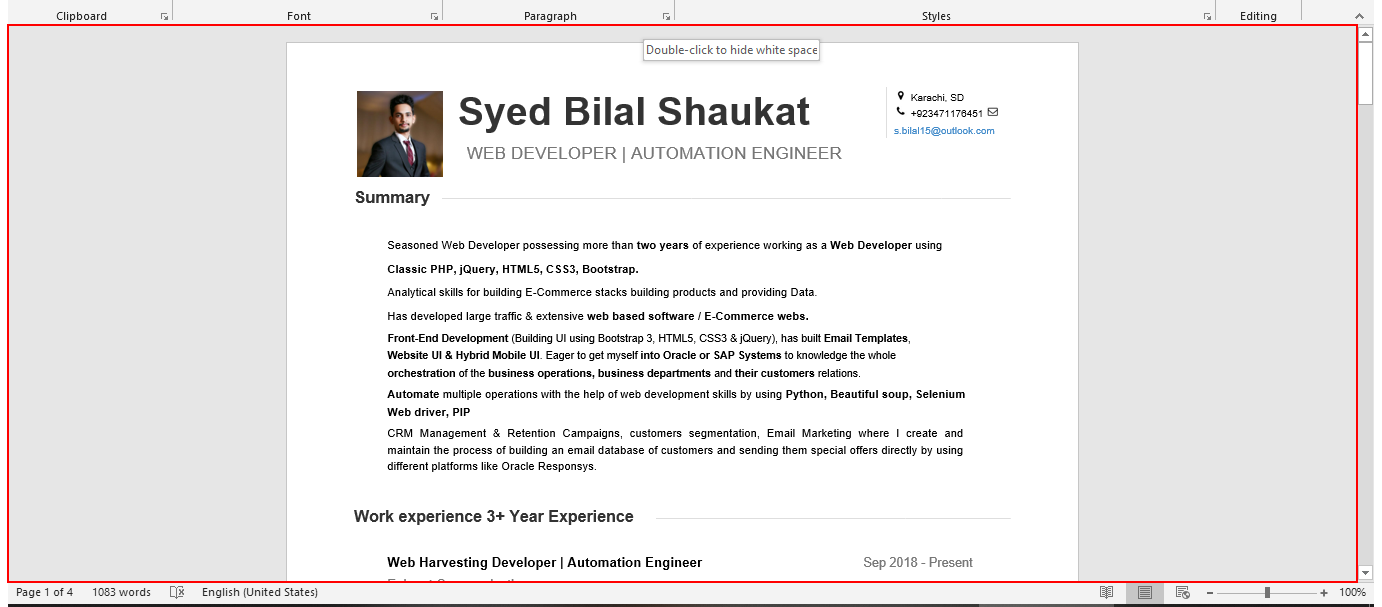 Clipboard Font Paragraph Styles Editing
Double-click to hide white space
Syed Bilal Shaukat
WEB DEVELOPER | AUTOMATION ENGINEER
Karachi, SD
+923471176451
s.bilal15@outlook.com
Summary
Seasoned Web Developer possessing more than two years of experience working as a Web Developer using
Classic PHP, jQuery, HTML5, CSS3, Bootstrap.
Analytical skills for building E-Commerce stacks building products and providing Data.
Has developed large traffic & extensive web based software / E-Commerce webs.
Front-End Development (Building UI using Bootstrap 3, HTML5, CSS3 & jQuery), has built Email Templates,
Website UI & Hybrid Mobile UI. Eager to get myself into Oracle or SAP Systems to knowledge the whole
orchestration of the business operations, business departments and their customers relations.
Automate multiple operations with the help of web development skills by using Python, Beautiful soup, Selenium
Web driver, PIP
CRM Management & Retention Campaigns, customers segmentation, Email Marketing where I create and
maintain the process of building an email database of customers and sending them special offers directly by using
different platforms like Oracle Responsys.
Work experience 3+ Year Experience
Web Harvesting Developer | Automation Engineer Sep 2018 - Present
Page 1 of 4 1083 words English (United States) 100%